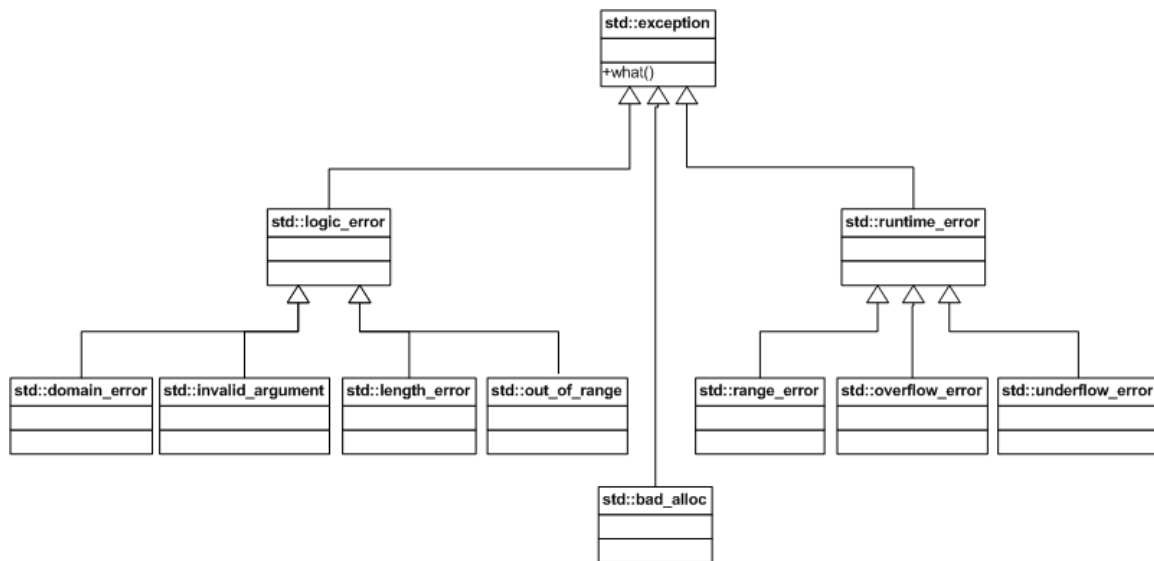 std::exception
+what()
std::logic_error
std::runtime_error
std::domain_error
std::invalid_argument
std::length_error
std::out_of_range
std::range_error
std::overflow_error
std::underflow_error
std::bad_alloc